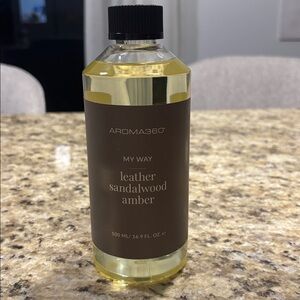 AROMA360°
MY WAY
leather
sandalwood
amber
500 ML/ 16.9 FL. OZ. ℮